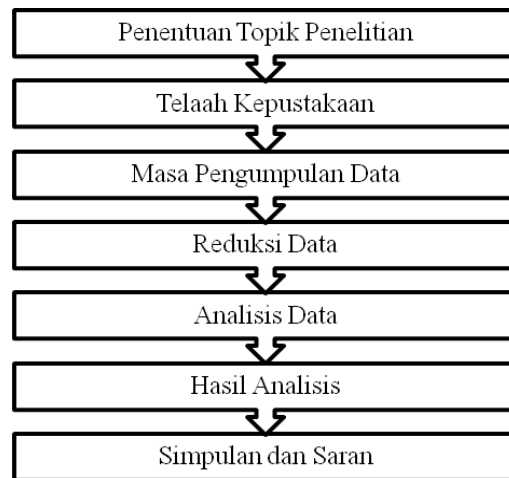 Penentuan Topik Penelitian
Telaah Kepustakaan
Masa Pengumpulan Data
Reduksi Data
Analisis Data
Hasil Analisis
Simpulan dan Saran